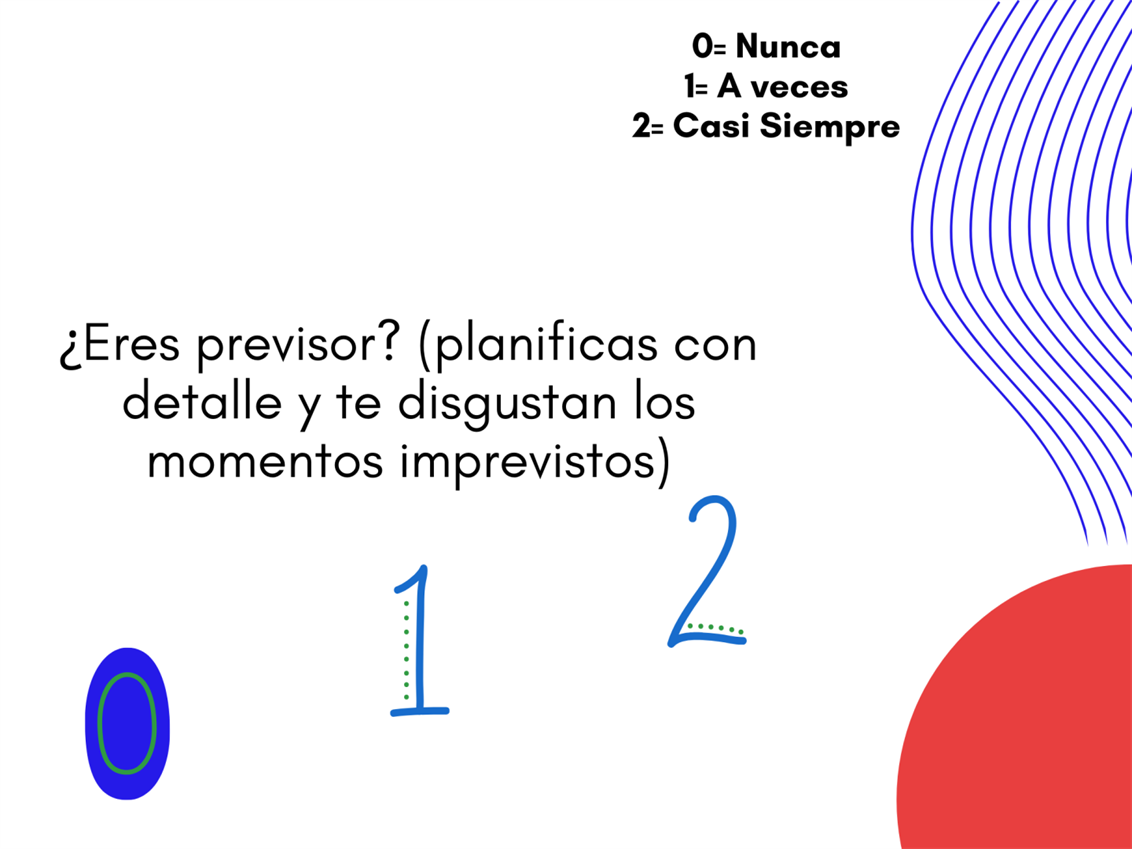 0= Nunca
1= A veces
2= Casi Siempre
¿Eres previsor? (planificas con
detalle y te disgustan los
momentos imprevistos)
2
1
0